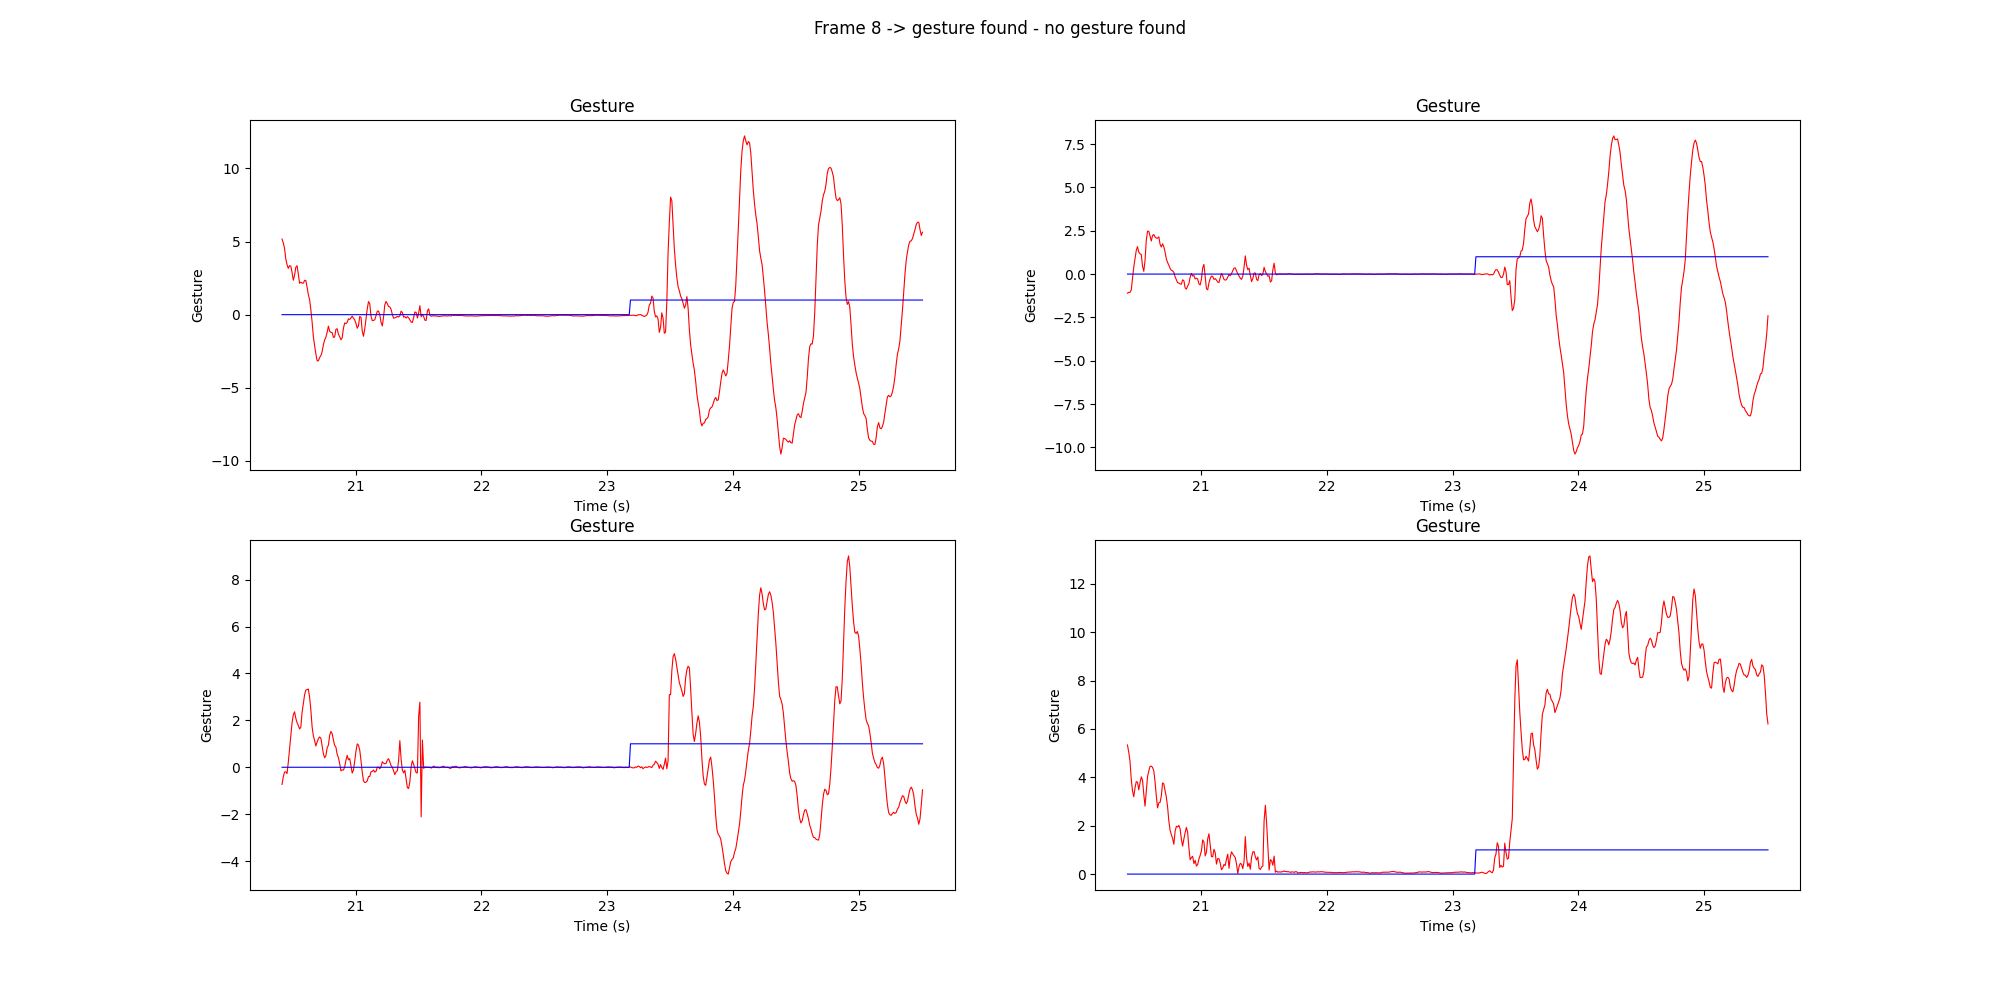 Frame 8 -> gesture found - no gesture found
Gesture
Gesture
10
5
0
−5
−10
21 22 23 24 25
Time (s)
Gesture
Gesture
7.5
5.0
2.5
0.0
−2.5
−5.0
−7.5
−10.0
21 22 23 24 25
Time (s)
Gesture
Gesture
8
6
4
2
0
−2
−4
21 22 23 24 25
Time (s)
Gesture
Gesture
12
10
8
6
4
2
0
21 22 23 24 25
Time (s)